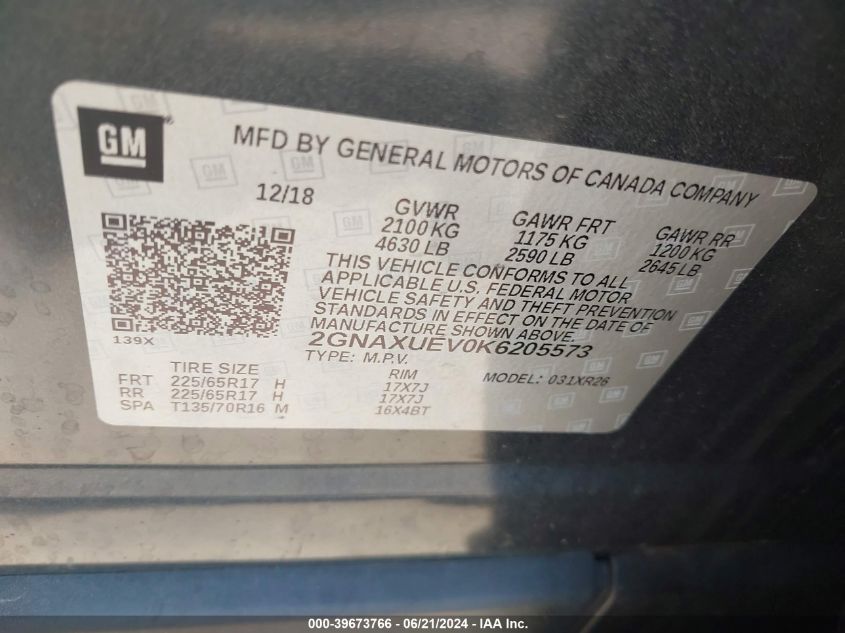 GM
MFD BY GENERAL MOTORS OF CANADA COMPANY
12/18
GVWR
2100 KG
4630 LB
GAWR FRT
1175 KG
2590 LB
GAWR RR
1200 KG
2645 LB
THIS VEHICLE CONFORMS TO ALL
APPLICABLE U.S. FEDERAL MOTOR
VEHICLE SAFETY AND THEFT PREVENTION
STANDARDS IN EFFECT ON THE DATE OF
MANUFACTURE SHOWN ABOVE.
139X
2GNAXUEV0K6205573
TYPE: M.P.V.
MODEL: 031XR26
TIRE SIZE RIM
FRT 225/65R17 H 17X7J
RR 225/65R17 H 17X7J
SPA T135/70R16 M 16X4BT
000-39673766 - 06/21/2024 - IAA Inc.